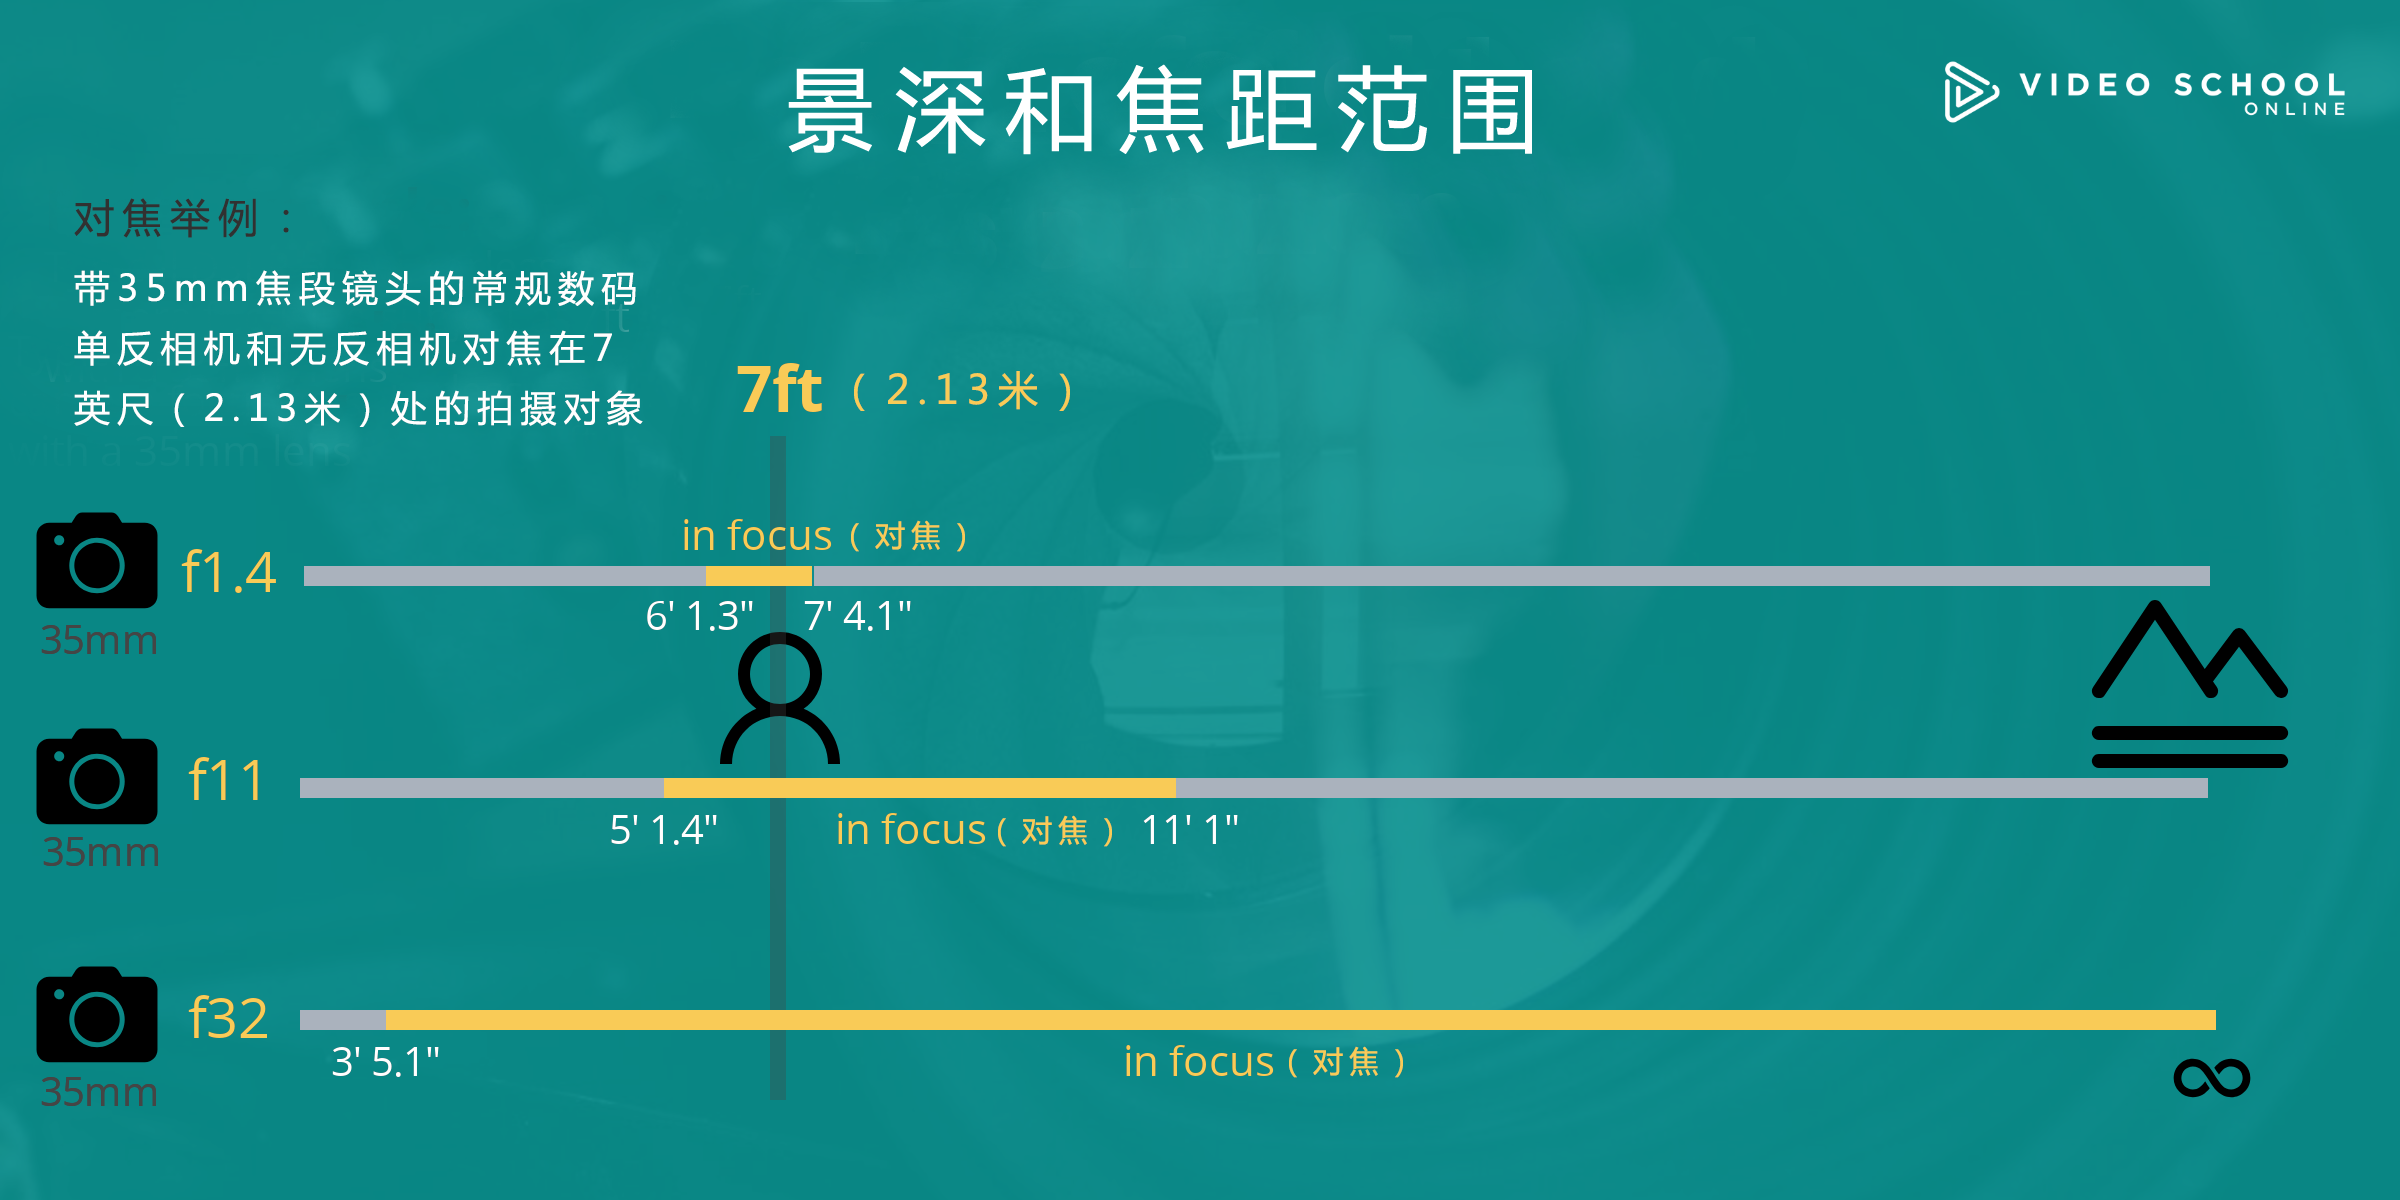 景深和焦距范围
VIDEO SCHOOL
ONLINE
对焦举例：
带35mm焦段镜头的常规数码
单反相机和无反相机对焦在7
英尺（2.13米）处的拍摄对象
with a 35mm lens
7ft（2.13米）
in focus（对焦）
f1.4
6' 1.3" 7' 4.1"
35mm
f11
5' 1.4" in focus（对焦） 11' 1"
35mm
f32
3' 5.1" in focus（对焦） ∞
35mm